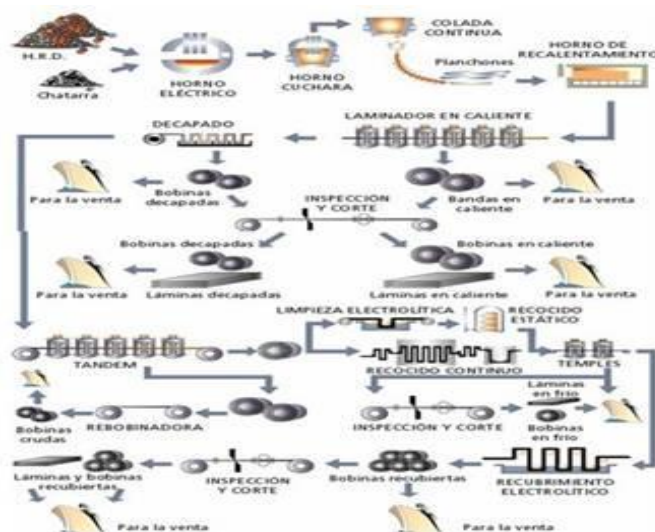 H.R.D.
Chatarra
HORNO
ELÉCTRICO
HORNO
CUCHARA
COLADA
CONTINUA
Planchones
HORNO DE
RECALENTAMIENTO
DECAPADO
LAMINADOR EN CALIENTE
Para la venta
Bobinas
decapadas
INSPECCIÓN
Y CORTE
Bandas en
caliente
Para la venta
Bobinas decapadas
Bobinas en caliente
Para la venta
Láminas decapadas
Láminas en caliente
Para la venta
LIMPIEZA ELECTROLÍTICA
RECOCIDO
ESTÁTICO
TANDEM
RECOCIDO CONTINUO
TEMPLES
Bobinas
crudas
REBOBINADORA
INSPECCIÓN Y CORTE
Láminas
en frío
Bobinas
en frío
Láminas y bobinas
recubiertas
INSPECCIÓN
Y CORTE
Bobinas recubiertas
RECUBRIMIENTO
ELECTROLÍTICO
Para la venta
Para la venta